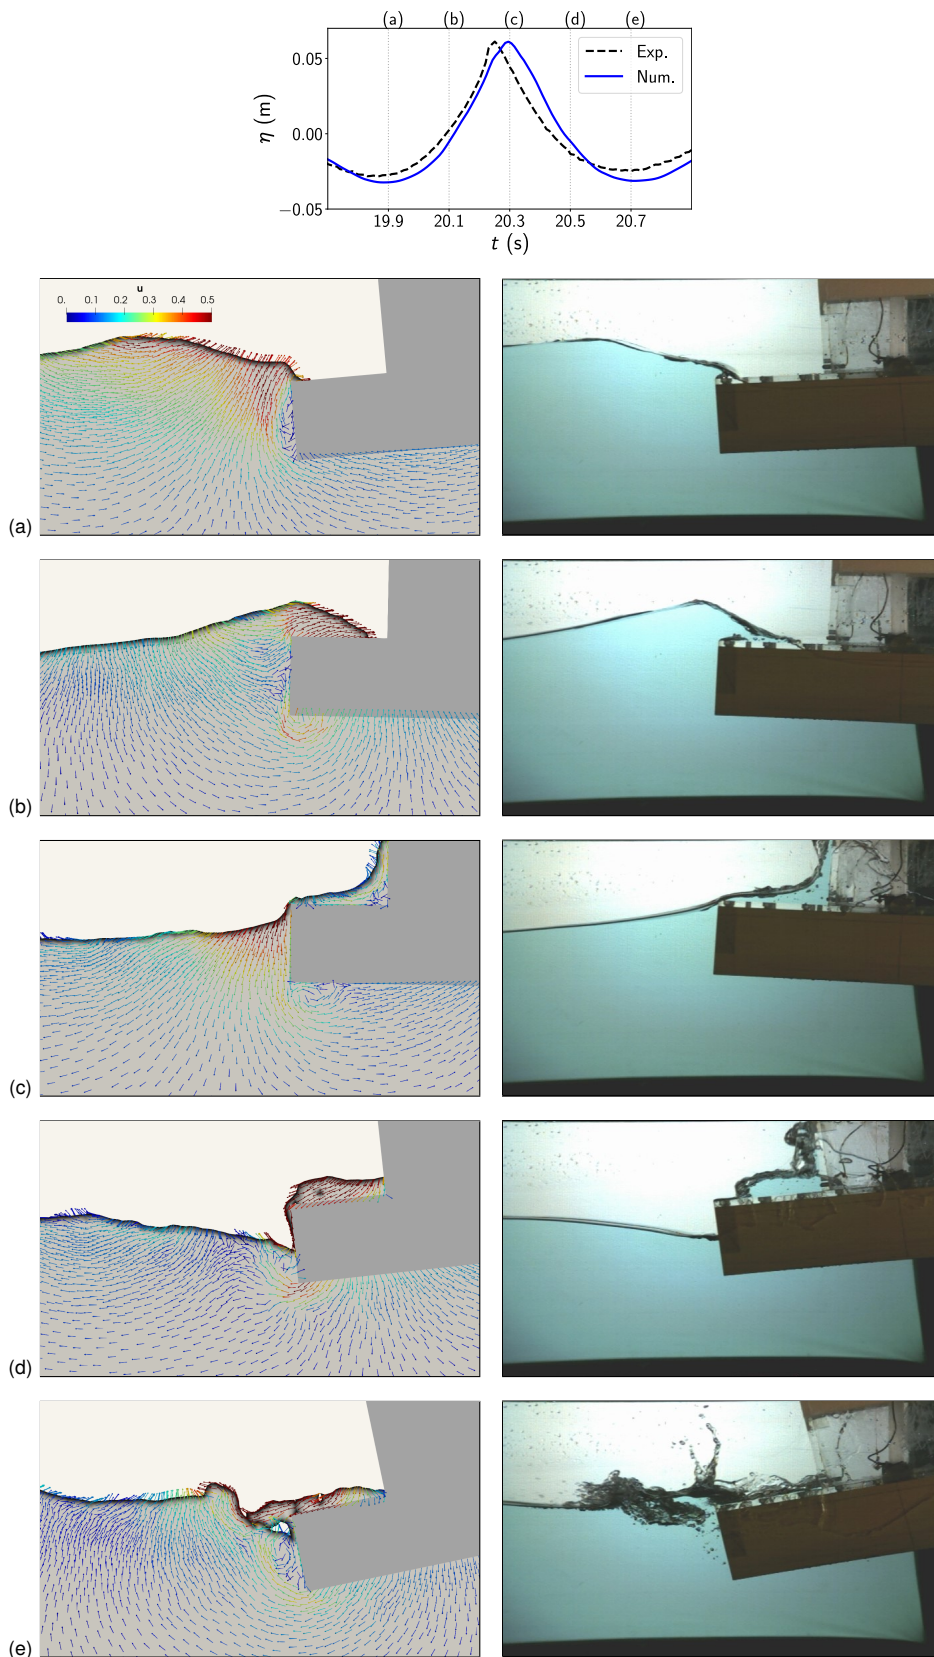 (a) (b) (c) (d) (e)
0.05
0.00
−0.05
η (m)
Exp.
Num.
19.9 20.1 20.3 20.5 20.7
t (s)
u
0. 0.1 0.2 0.3 0.4 0.5
(a)
(b)
(c)
(d)
(e)